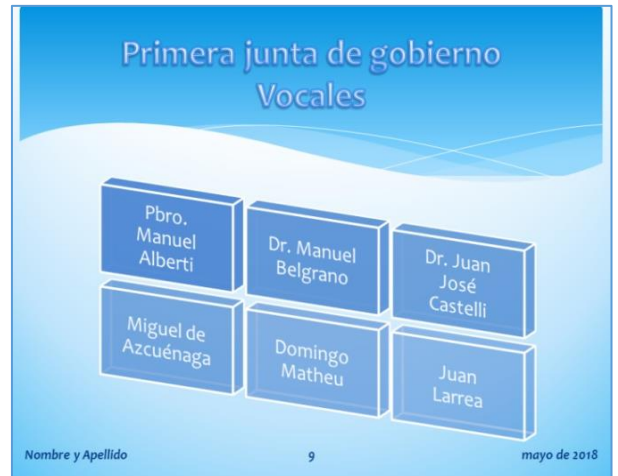 Primera junta de gobierno
Vocales
Pbro.
Manuel
Alberti
Dr. Manuel
Belgrano
Dr. Juan
José
Castelli
Miguel de
Azcuénaga
Domingo
Matheu
Juan
Larrea
Nombre y Apellido
9
mayo de 2018